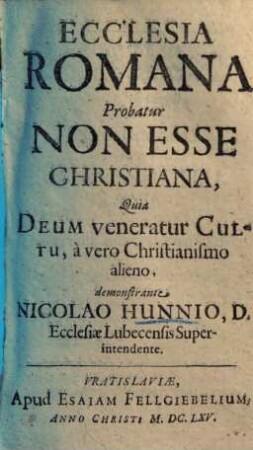 ECCLESIA
ROMANA
Probatur
NON ESSE
CHRISTIANA,
Quia
DEUM veneratur CUL-
TU, à vero Christianismo
alieno,
demonstrante
NICOLAO HUNNIO, D.
Ecclesiæ Lubecensis Super-
intendente.
VRATISLAVIÆ,
Apud ESAIAM FELLGIEBELIUM,
ANNO CHRISTI M. DC. LXV.